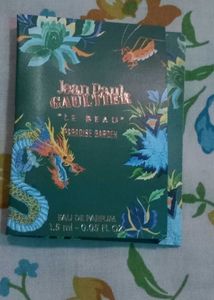 Jean Paul
GAULTIER
"LE BEAU"
PARADISE GARDEN
EAU DE PARFUM
1.5 ml - 0.05 FL OZ